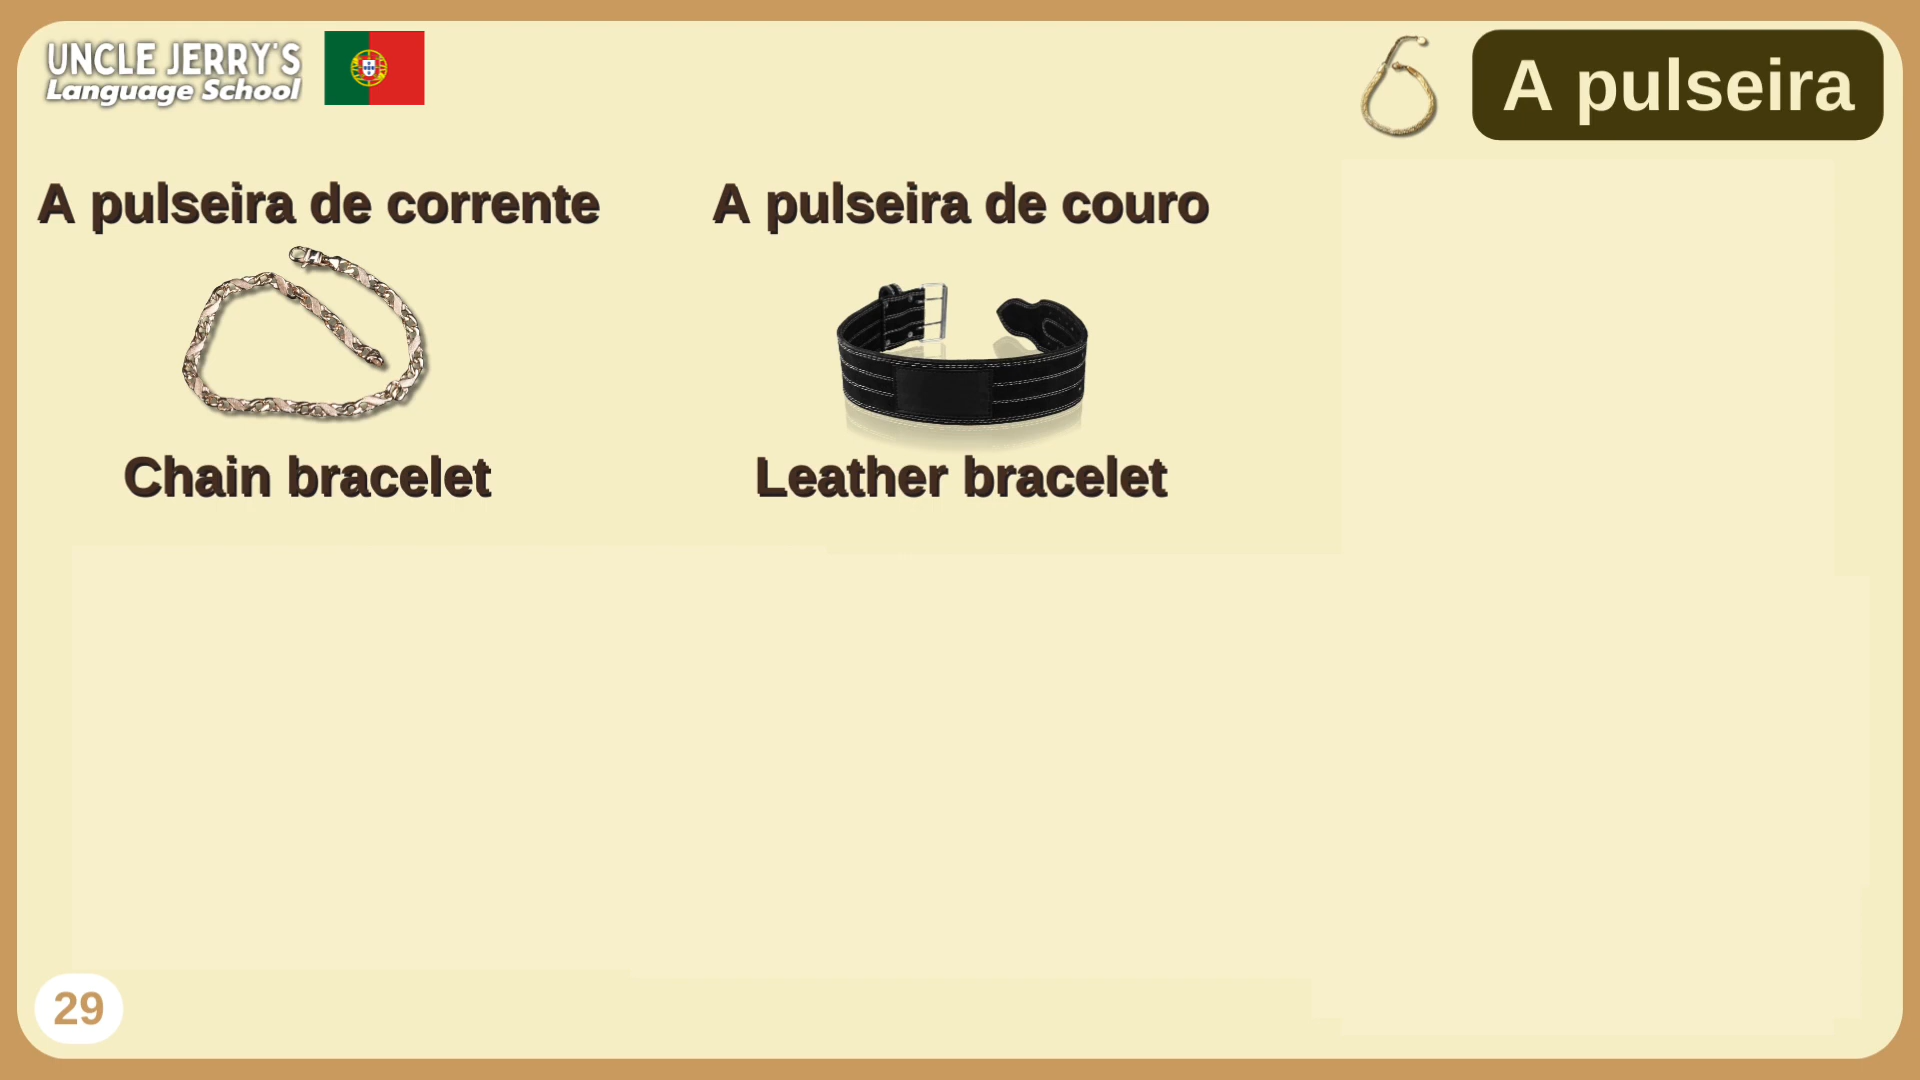 UNCLE JERRY'S
Language School
A pulseira
A pulseira de corrente
A pulseira de couro
Chain bracelet
Leather bracelet
29